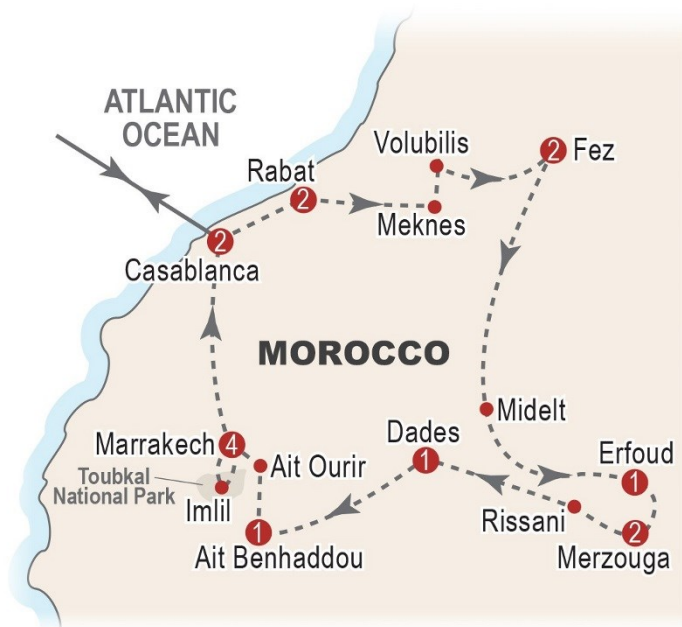 ATLANTIC
OCEAN
Volubilis
2
Fez
Rabat
2
Meknes
2
Casablanca
MOROCCO
Midelt
Dades
1
Marrakech
4
Ait Ourir
Erfoud
1
Toubkal
National Park
Imlil
Rissani
1
Ait Benhaddou
2
Merzouga